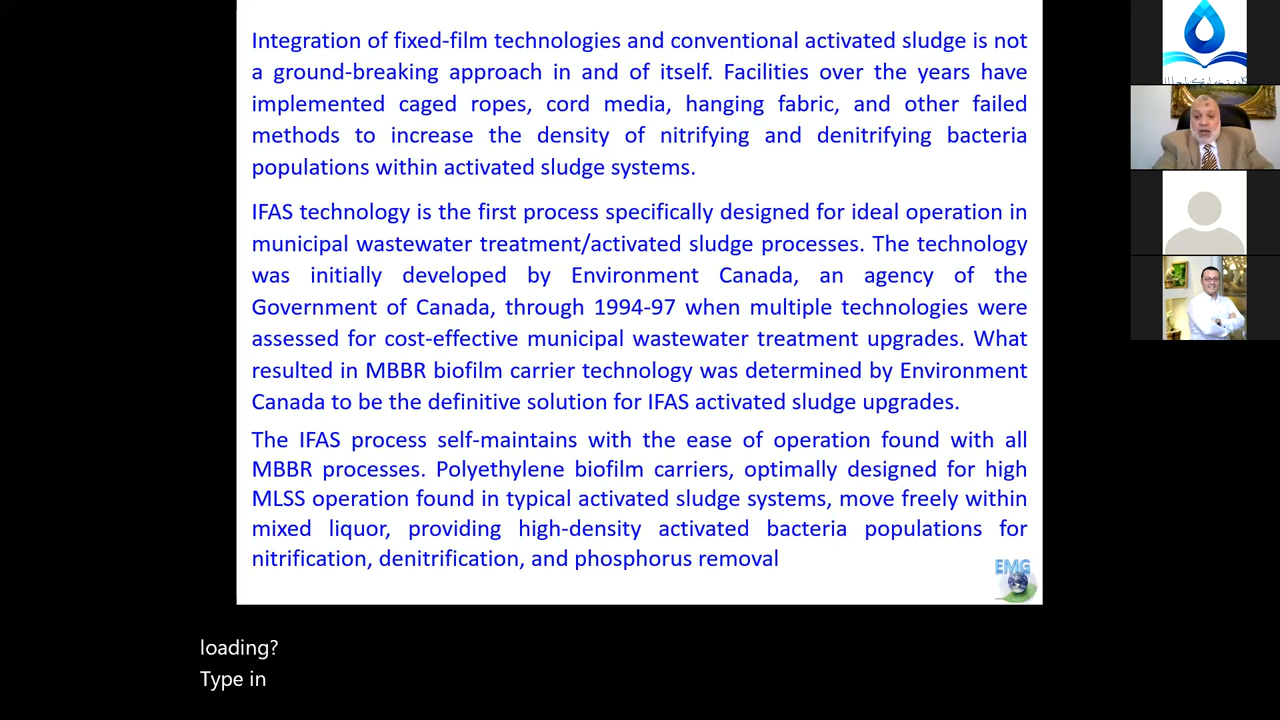 Integration of fixed-film technologies and conventional activated sludge is not
a ground-breaking approach in and of itself. Facilities over the years have
implemented caged ropes, cord media, hanging fabric, and other failed
methods to increase the density of nitrifying and denitrifying bacteria
populations within activated sludge systems.
IFAS technology is the first process specifically designed for ideal operation in
municipal wastewater treatment/activated sludge processes. The technology
was initially developed by Environment Canada, an agency of the
Government of Canada, through 1994-97 when multiple technologies were
assessed for cost-effective municipal wastewater treatment upgrades. What
resulted in MBBR biofilm carrier technology was determined by Environment
Canada to be the definitive solution for IFAS activated sludge upgrades.
The IFAS process self-maintains with the ease of operation found with all
MBBR processes. Polyethylene biofilm carriers, optimally designed for high
MLSS operation found in typical activated sludge systems, move freely within
mixed liquor, providing high-density activated bacteria populations for
nitrification, denitrification, and phosphorus removal
EMG
loading?
Type in